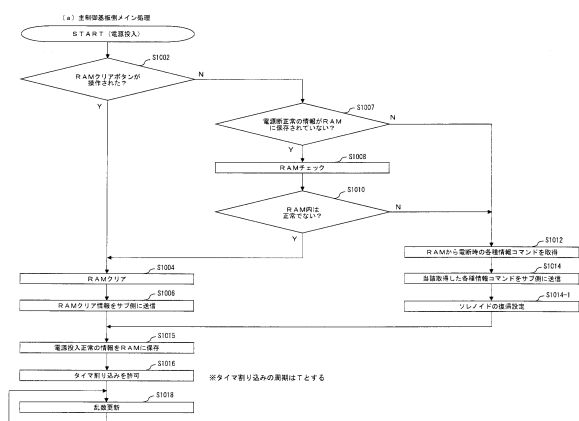 (a) 主制御基板側メイン処理
START (電源投入)
S1002
RAMクリアボタンが
操作された？
N
Y
S1007
電源断正常の情報がRAM
に保存されていない？
N
Y
S1008
RAMチェック
S1010
RAM内は
正常でない？
N
Y
S1012
RAMから電断時の各種情報コマンドを取得
S1004
RAMクリア
S1014
当該取得した各種情報コマンドをサブ側に送信
S1006
RAMクリア情報をサブ側に送信
S1014-1
ソレノイドの復帰設定
S1015
電源投入正常の情報をRAMに保存
S1016
タイマ割り込みを許可
※タイマ割り込みの周期はTとする
S1018
乱数更新